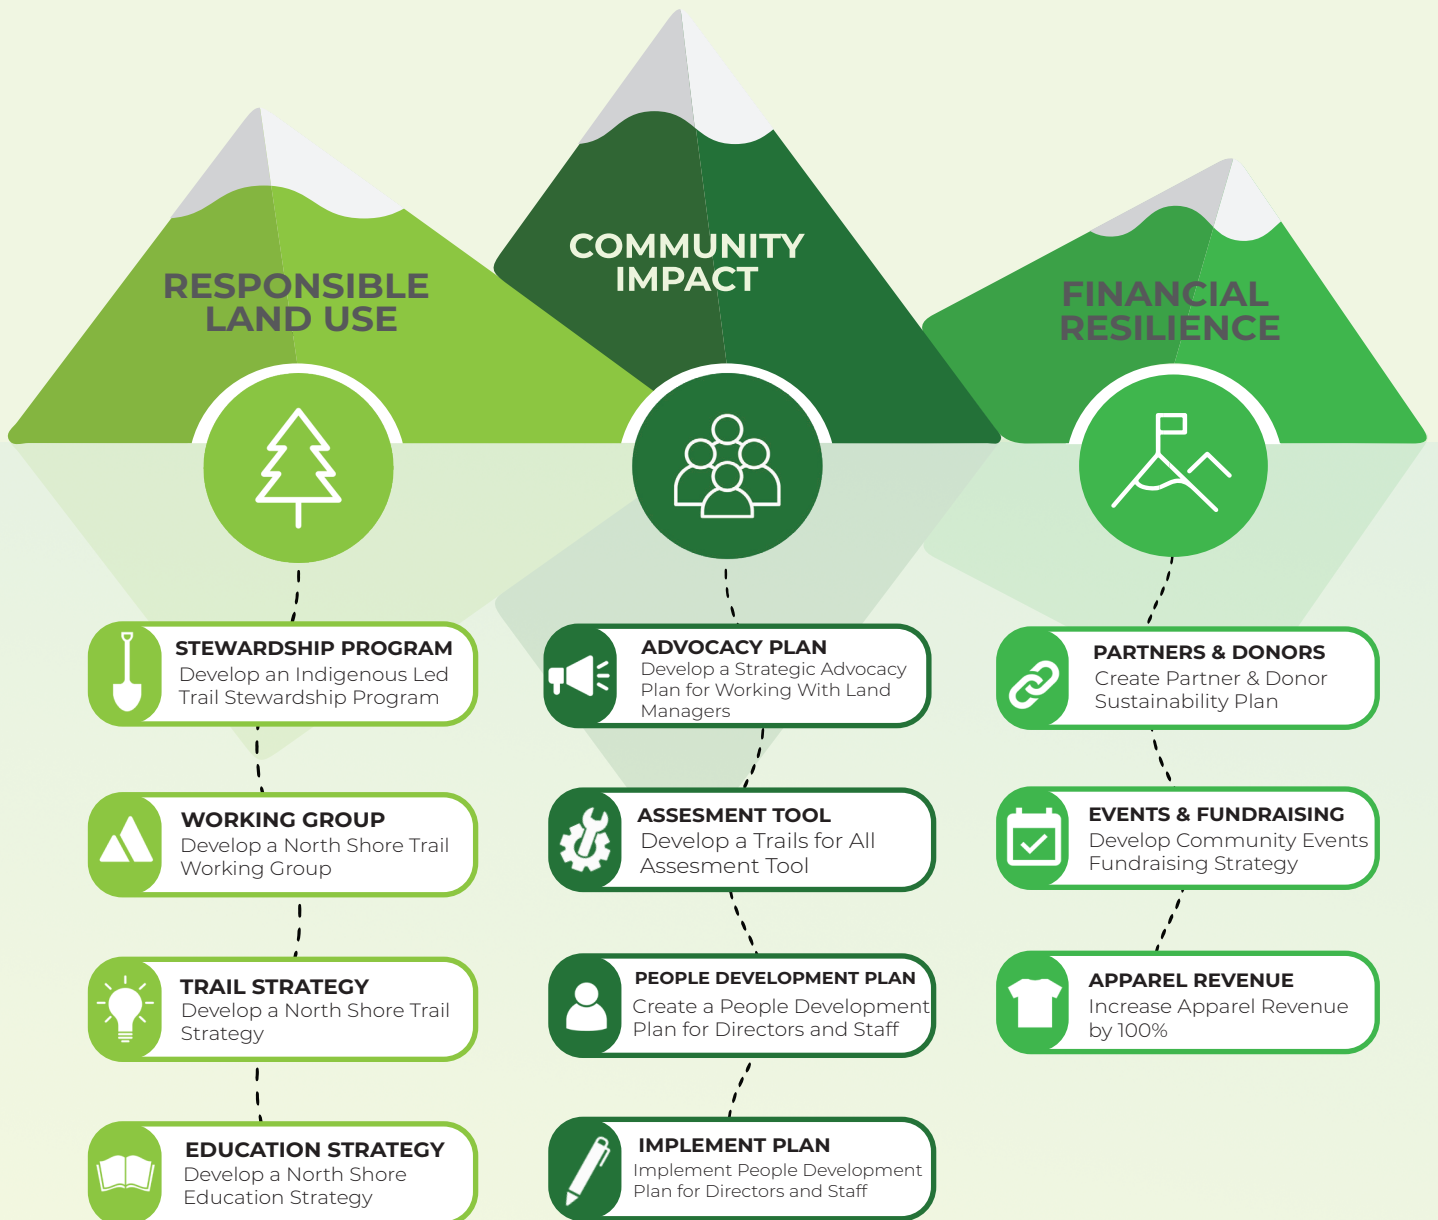 RESPONSIBLE
LAND USE
COMMUNITY
IMPACT
FINANCIAL
RESILIENCE
STEWARDSHIP PROGRAM
Develop an Indigenous Led
Trail Stewardship Program
WORKING GROUP
Develop a North Shore Trail
Working Group
TRAIL STRATEGY
Develop a North Shore Trail
Strategy
EDUCATION STRATEGY
Develop a North Shore
Education Strategy
ADVOCACY PLAN
Develop a Strategic Advocacy
Plan for Working With Land
Managers
ASSESMENT TOOL
Develop a Trails for All
Assesment Tool
PEOPLE DEVELOPMENT PLAN
Create a People Development
Plan for Directors and Staff
IMPLEMENT PLAN
Implement People Development
Plan for Directors and Staff
PARTNERS & DONORS
Create Partner & Donor
Sustainability Plan
EVENTS & FUNDRAISING
Develop Community Events
Fundraising Strategy
APPAREL REVENUE
Increase Apparel Revenue
by 100%